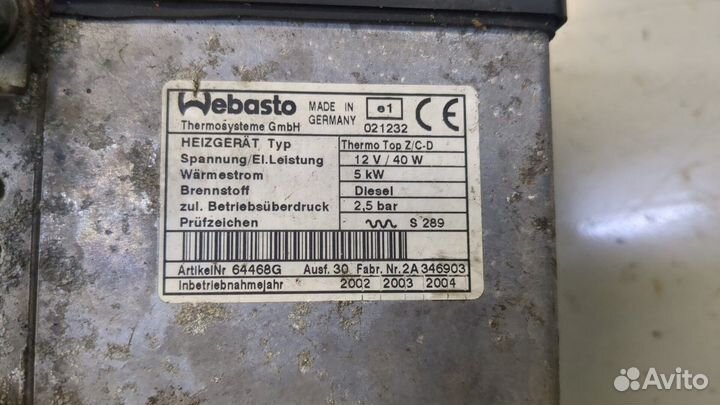 Webasto
Thermosysteme GmbH
MADE IN
GERMANY
e1
021232
CE
HEIZGERÄT Typ Thermo Top Z/C-D
Spannung/El.Leistung 12 V / 40 W
Wärmestrom 5 kW
Brennstoff Diesel
zul. Betriebsüberdruck 2,5 bar
Prüfzeichen S 289
ArtikelNr 64468G Ausf. 30 Fabr. Nr. 2A 346903
Inbetriebnahmejahr 2002 2003 2004
Avito